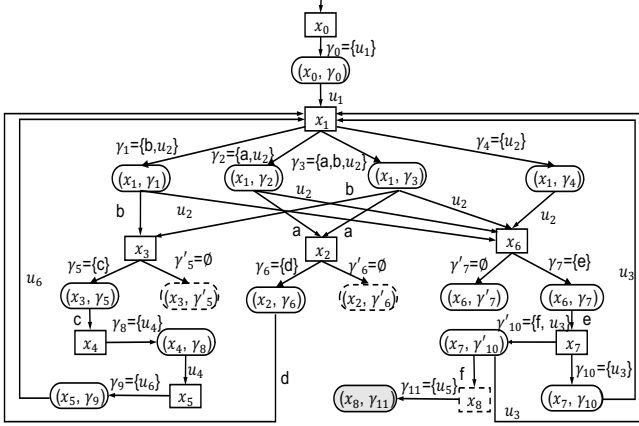 x₀
γ₀={u₁}
(x₀, γ₀)
u₁
x₁
γ₁={b,u₂}
γ₂={a,u₂}
γ₃={a,b,u₂}
γ₄={u₂}
(x₁, γ₁)
(x₁, γ₂)
(x₁, γ₃)
(x₁, γ₄)
b
u₂
u₂
b
u₂
u₂
a
a
x₃
x₂
x₆
u₆
γ₅={c}
γ'₅=∅
γ₆={d}
γ'₆=∅
γ'₇=∅
γ₇={e}
u₃
(x₃, γ₅)
(x₃, γ'₅)
(x₂, γ₆)
(x₂, γ'₆)
(x₆, γ'₇)
(x₆, γ₇)
c
γ₈={u₄}
γ'₁₀={f, u₃}
e
x₄
(x₄, γ₈)
(x₇, γ'₁₀)
x₇
u₄
d
f
γ₁₀={u₃}
γ₉={u₆}
γ₁₁={u₅}
(x₅, γ₉)
x₅
(x₈, γ₁₁)
x₈
(x₇, γ₁₀)
u₃